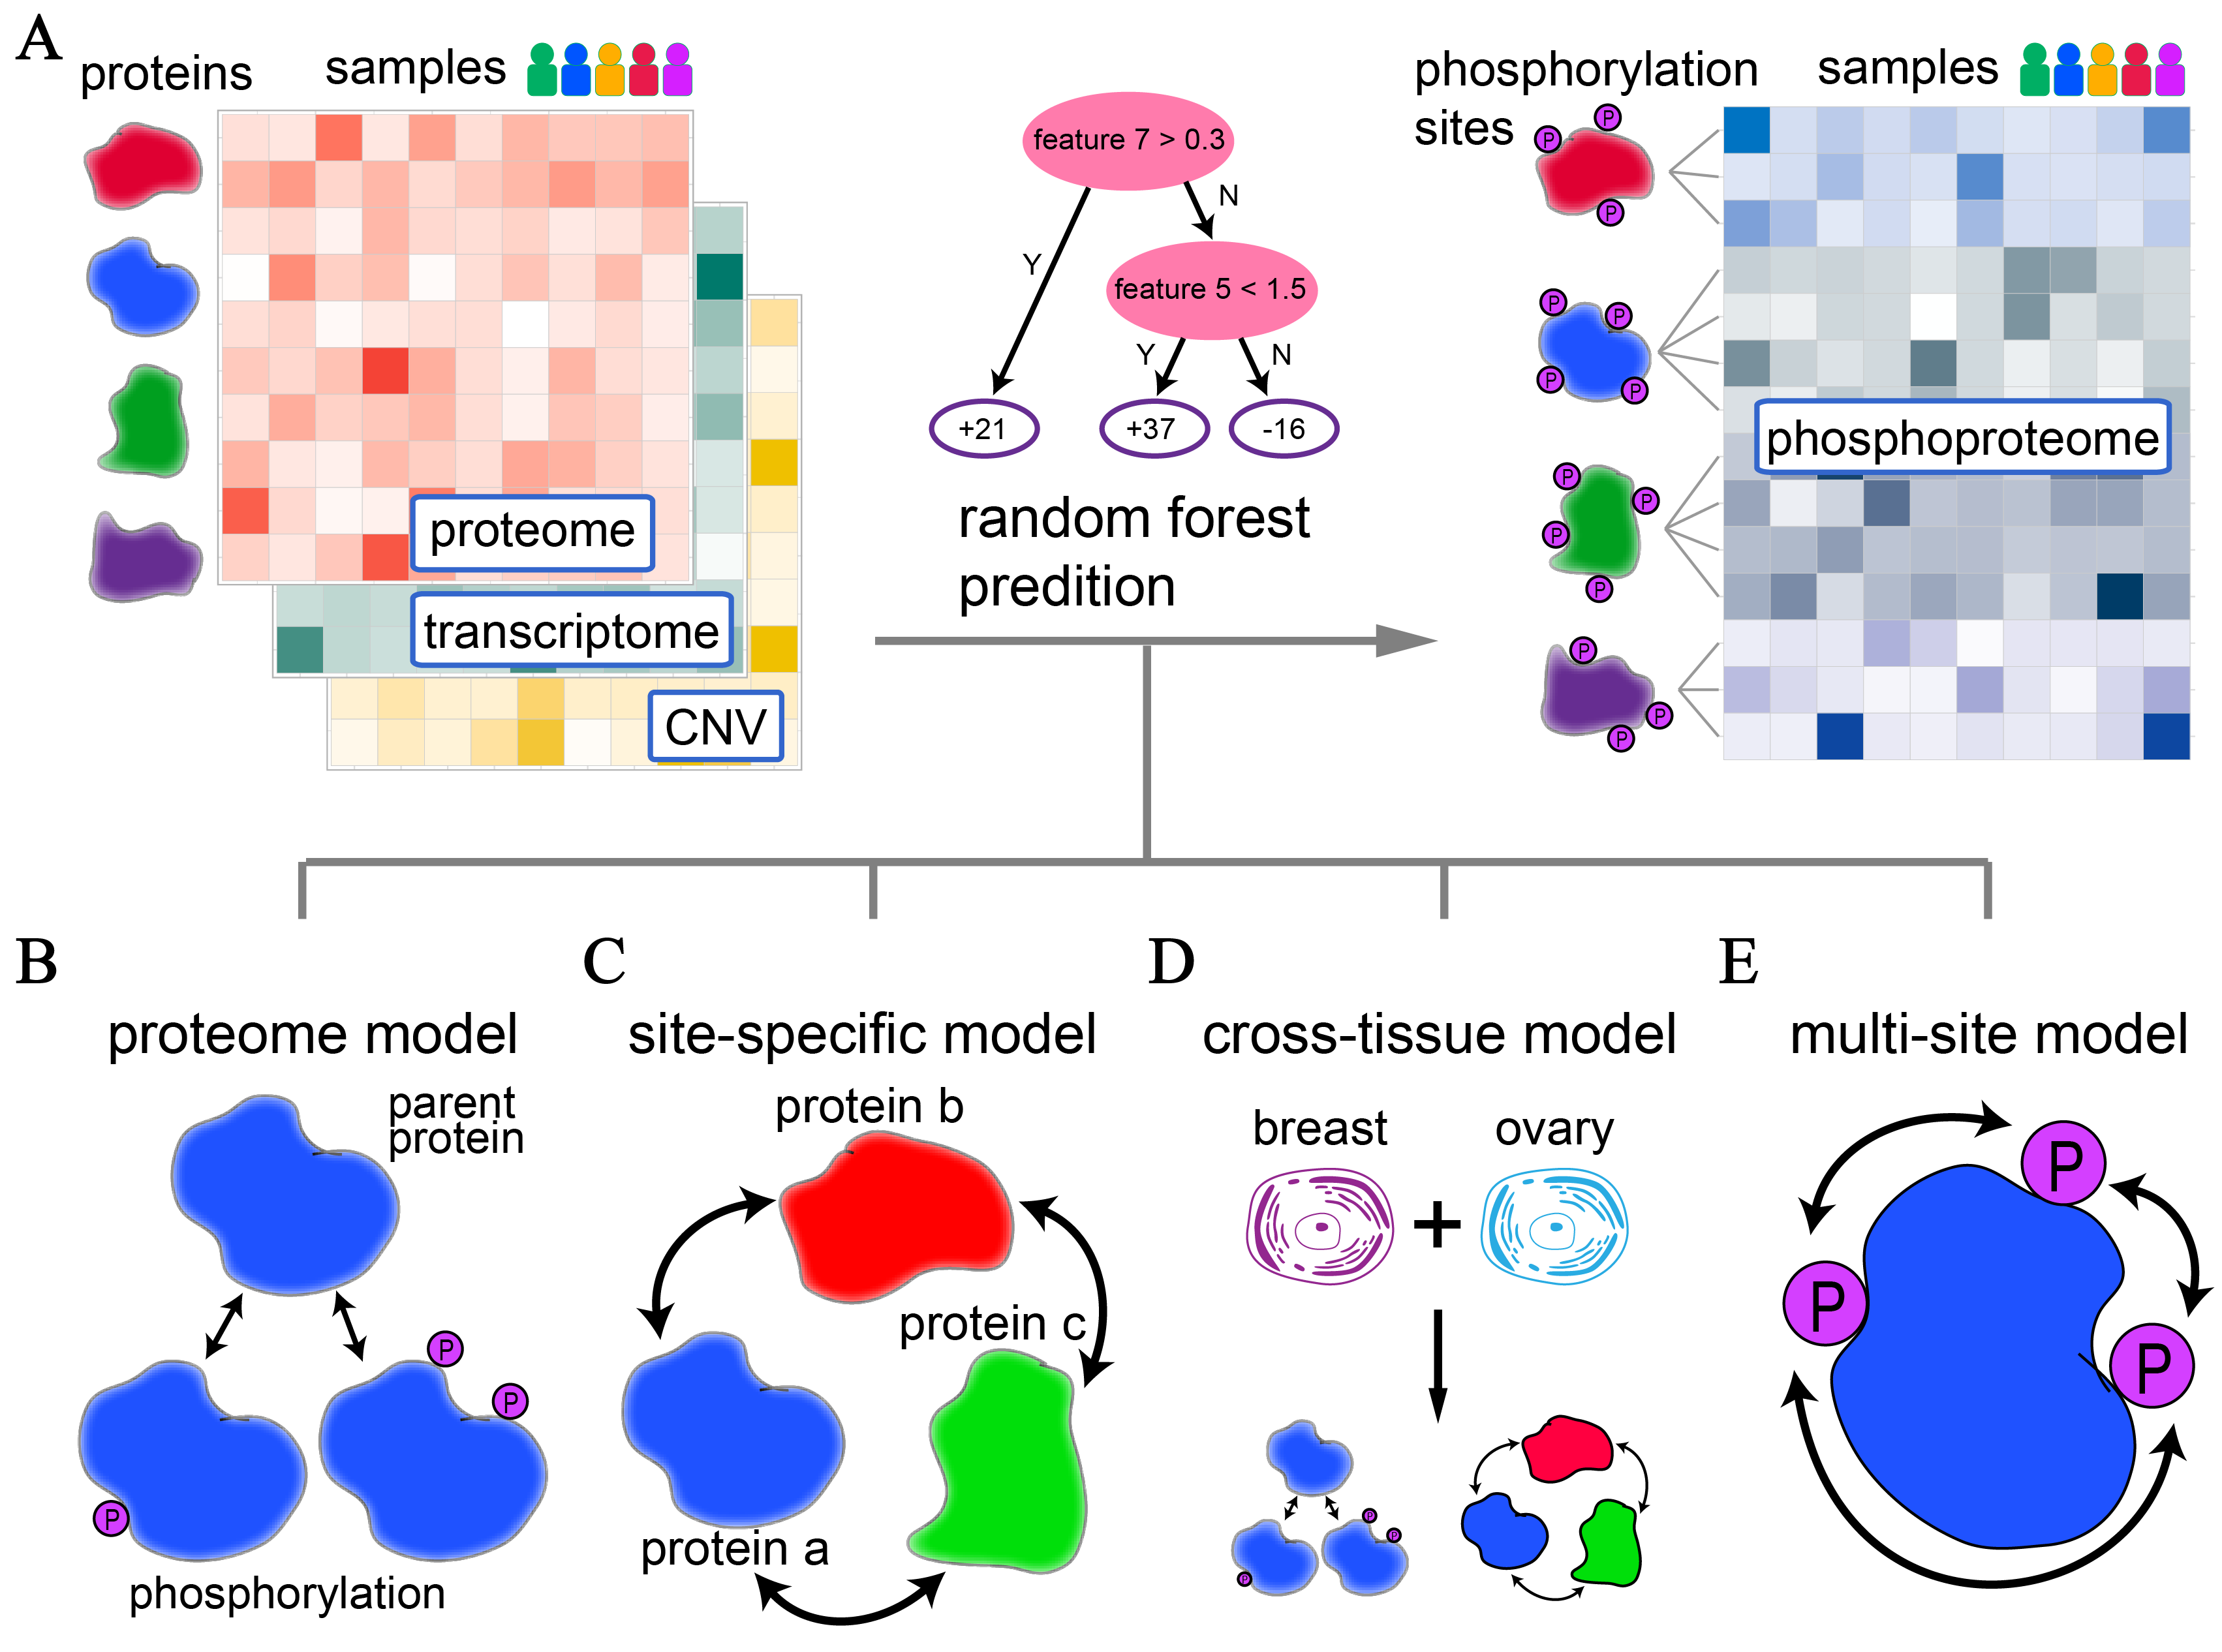 A
proteins
samples
proteome
transcriptome
CNV
feature 7 > 0.3
N
Y
feature 5 < 1.5
Y
N
+21
+37
-16
random forest
predition
phosphorylation
sites
samples
P
P
P
P
P
P
P
phosphoproteome
P
P
P
P
P
P
P
B
proteome model
parent
protein
P
P
P
phosphorylation
C
site-specific model
protein b
protein c
protein a
D
cross-tissue model
breast
ovary
+
P
P
P
E
multi-site model
P
P
P